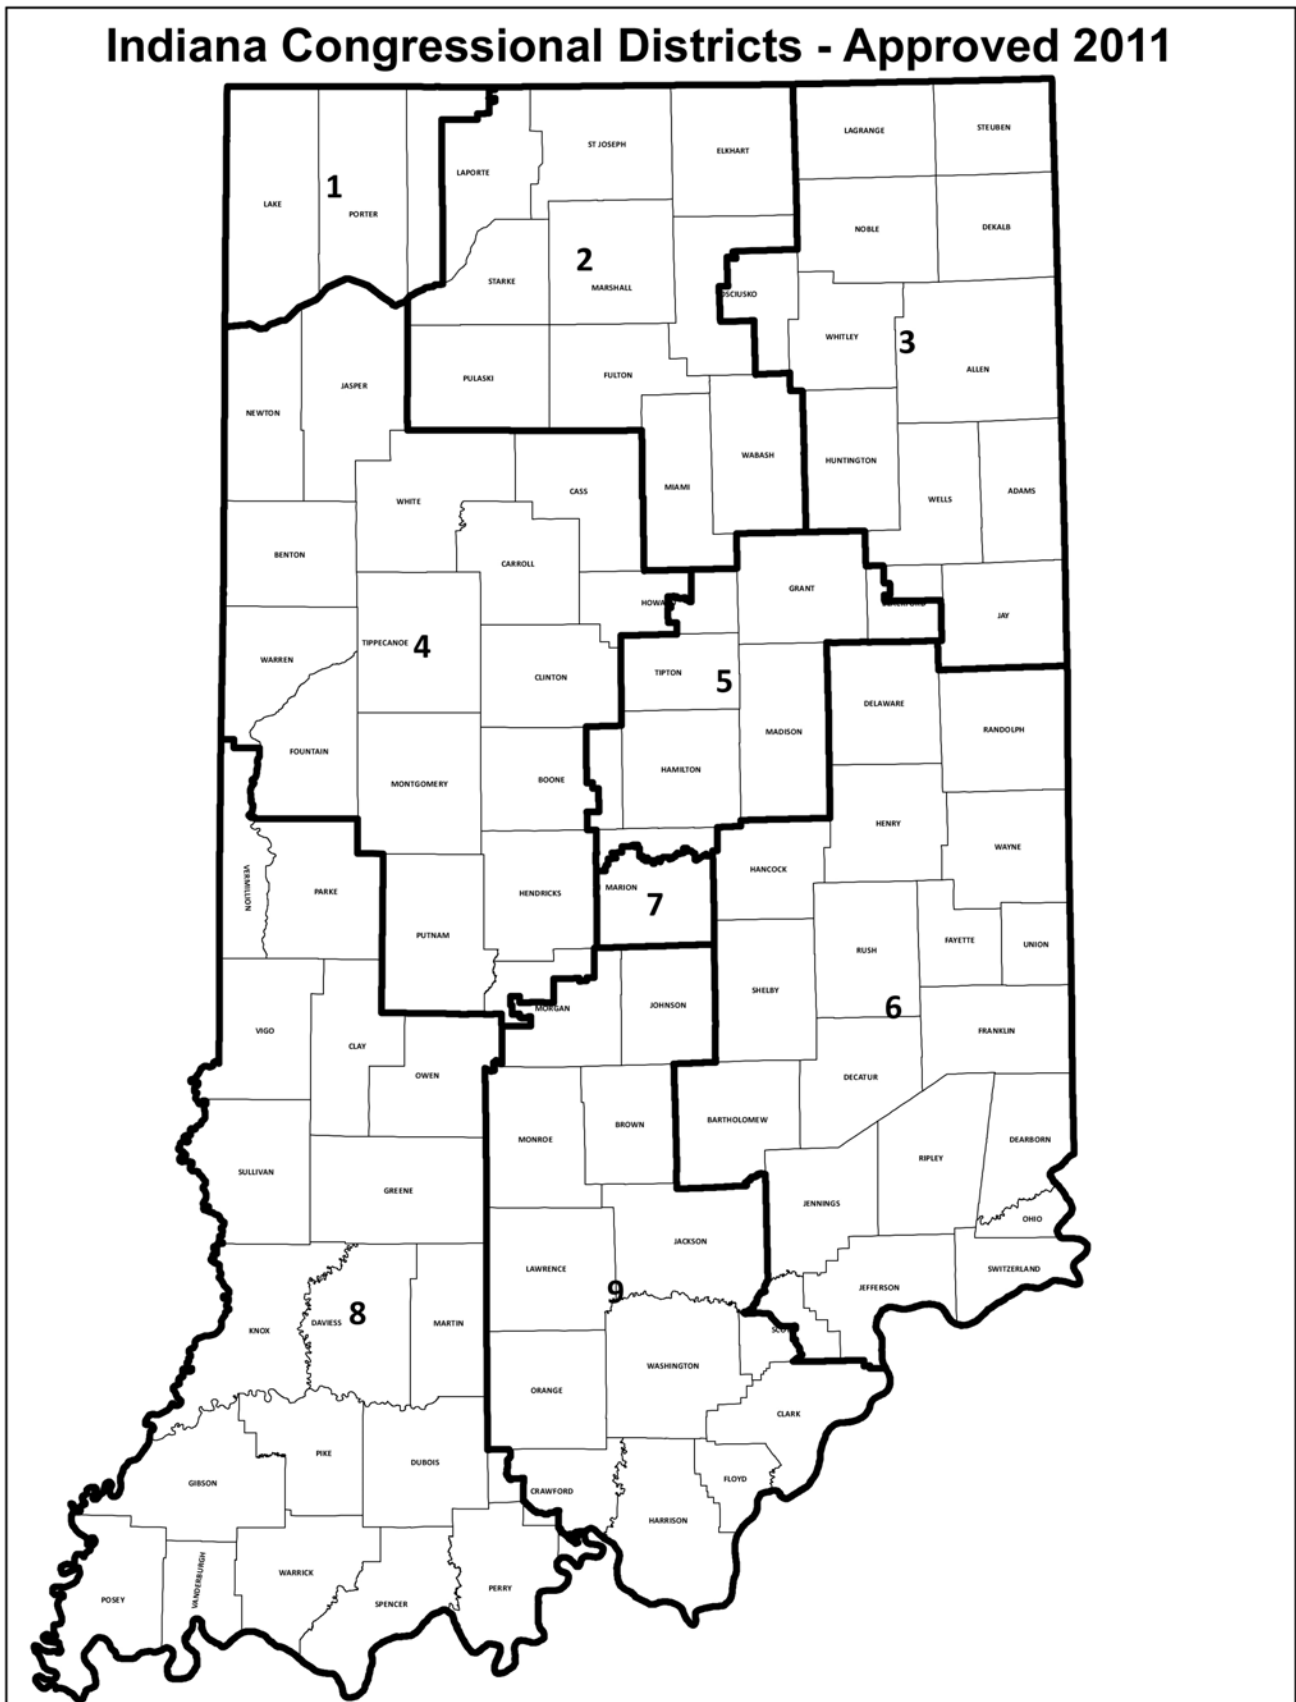 Indiana Congressional Districts - Approved 2011
LAGRANGE
STEUBEN
ST JOSEPH
ELKHART
LAPORTE
1
LAKE
PORTER
NOBLE
DEKALB
2
STARKE
MARSHALL
OSCIUSKO
WHITLEY
3
ALLEN
PULASKI
FULTON
JASPER
NEWTON
WABASH
HUNTINGTON
MIAMI
CASS
WHITE
WELLS
ADAMS
BENTON
CARROLL
GRANT
HOWARD
JAY
TIPPECANOE
4
WARREN
CLINTON
TIPTON
5
DELAWARE
MADISON
RANDOLPH
FOUNTAIN
MONTGOMERY
BOONE
HAMILTON
HENRY
WAYNE
HANCOCK
VERMILLION
PARKE
HENDRICKS
MARION
7
PUTNAM
RUSH
FAYETTE
UNION
SHELBY
6
MORGAN
JOHNSON
VIGO
FRANKLIN
CLAY
OWEN
DECATUR
BARTHOLOMEW
BROWN
MONROE
DEARBORN
RIPLEY
SULLIVAN
GREENE
JENNINGS
OHIO
JACKSON
LAWRENCE
SWITZERLAND
JEFFERSON
9
8
KNOX
DAVIESS
MARTIN
WASHINGTON
ORANGE
CLARK
PIKE
DUBOIS
GIBSON
FLOYD
CRAWFORD
HARRISON
WARRICK
VANDERBURGH
PERRY
POSEY
SPENCER